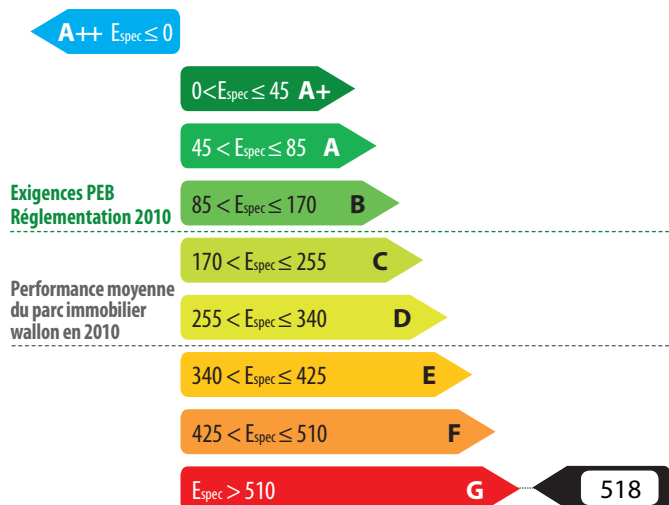 A++ Espec ≤ 0
0<Espec ≤ 45 A+
45 < Espec ≤ 85 A
Exigences PEB
Réglementation 2010
85 < Espec ≤ 170 B
170 < Espec ≤ 255 C
Performance moyenne
du parc immobilier
wallon en 2010
255 < Espec ≤ 340 D
340 < Espec ≤ 425 E
425 < Espec ≤ 510 F
Espec > 510 G 518